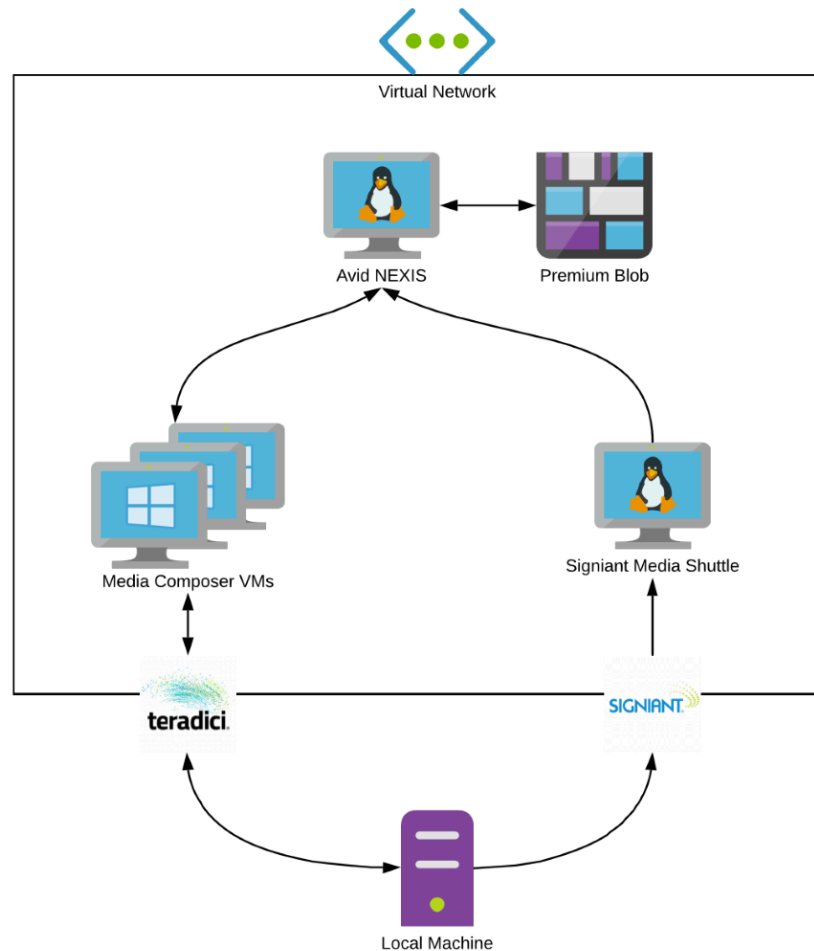 Virtual Network
Avid NEXIS
Premium Blob
Media Composer VMs
Signiant Media Shuttle
teradici.
SIGNIANT.
Local Machine